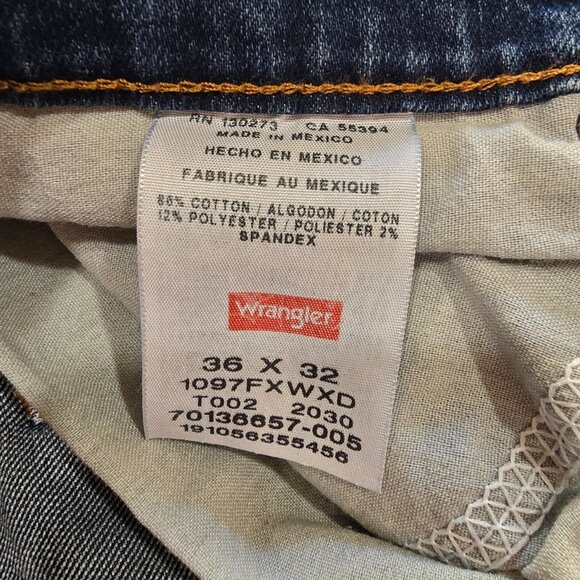 RN 130273 CA 55394
MADE IN MEXICO
HECHO EN MEXICO
FABRIQUE AU MEXIQUE
86% COTTON / ALGODON / COTON
12% POLYESTER / POLIESTER 2%
SPANDEX
Wrangler
36 X 32
1097FXWXD
T002 2030
70136657-005
191056355456